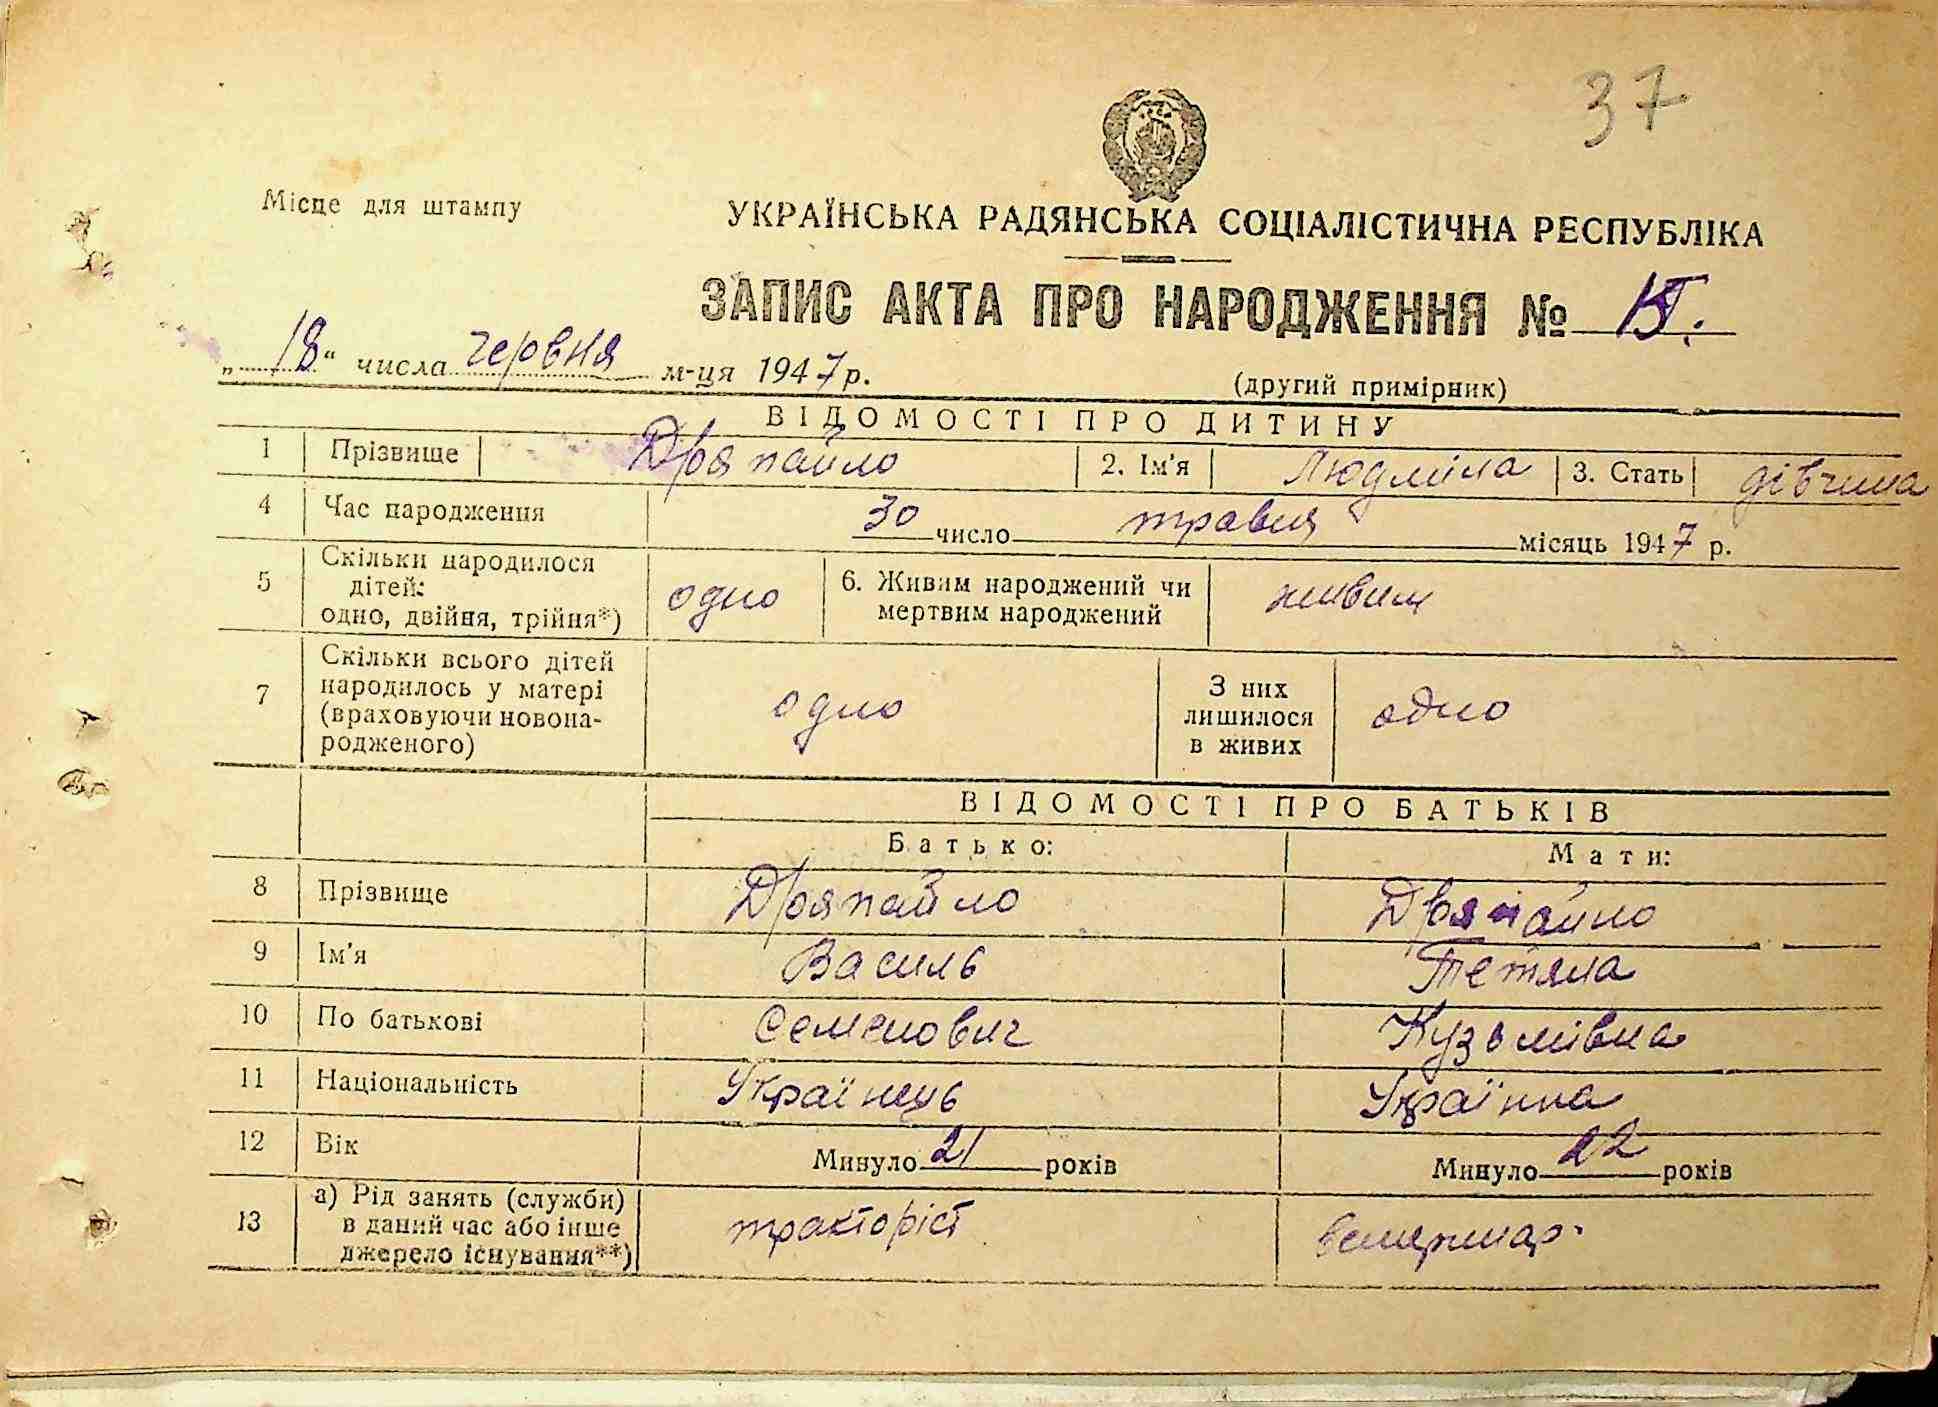 37
Місце для штампу
УКРАЇНСЬКА РАДЯНСЬКА СОЦІАЛІСТИЧНА РЕСПУБЛІКА
ЗАПИС АКТА ПРО НАРОДЖЕННЯ №
„18“ числа червня м-ця 1947 р.
(другий примірник)
ВІДОМОСТІ ПРО ДИТИНУ
1 Прізвище Дряпайло 2. Ім'я Людміла 3. Стать дівчина
4 Час народження 30 число травня місяць 1947 р.
5 Скільки народилося дітей: одно, двійня, трійня*) одно 6. Живим народжений чи мертвим народжений живим
7 Скільки всього дітей народилось у матері (враховуючи новонародженого) одно З них лишилося в живих одно
ВІДОМОСТІ ПРО БАТЬКІВ
Батько: Мати:
8 Прізвище Дряпайло Дряпайло
9 Ім'я Василь Тетяна
10 По батькові Семенович Кузьмівна
11 Національність Українець Українка
12 Вік Минуло 21 років Минуло 22 років
13 а) Рід занять (служби) в даний час або інше джерело існування**) тракторіст